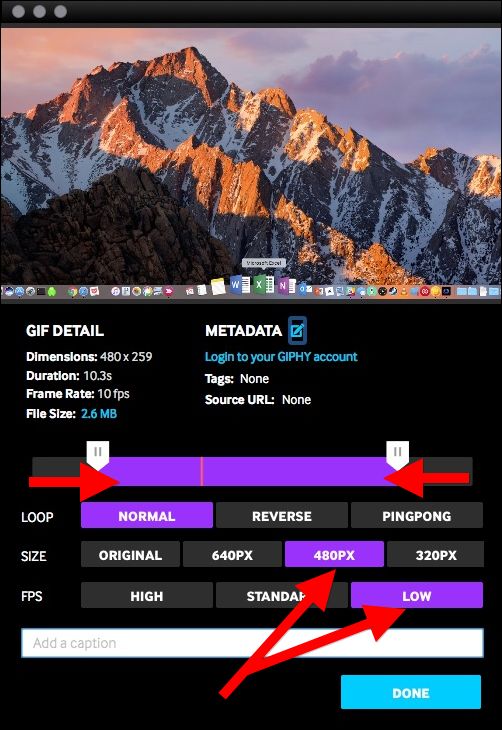 Microsoft Excel
GIF DETAIL
Dimensions: 480 x 259
Duration: 10.3s
Frame Rate: 10 fps
File Size: 2.6 MB
METADATA
Login to your GIPHY account
Tags: None
Source URL: None
LOOP NORMAL REVERSE PINGPONG
SIZE ORIGINAL 640PX 480PX 320PX
FPS HIGH STANDAR LOW
Add a caption
DONE